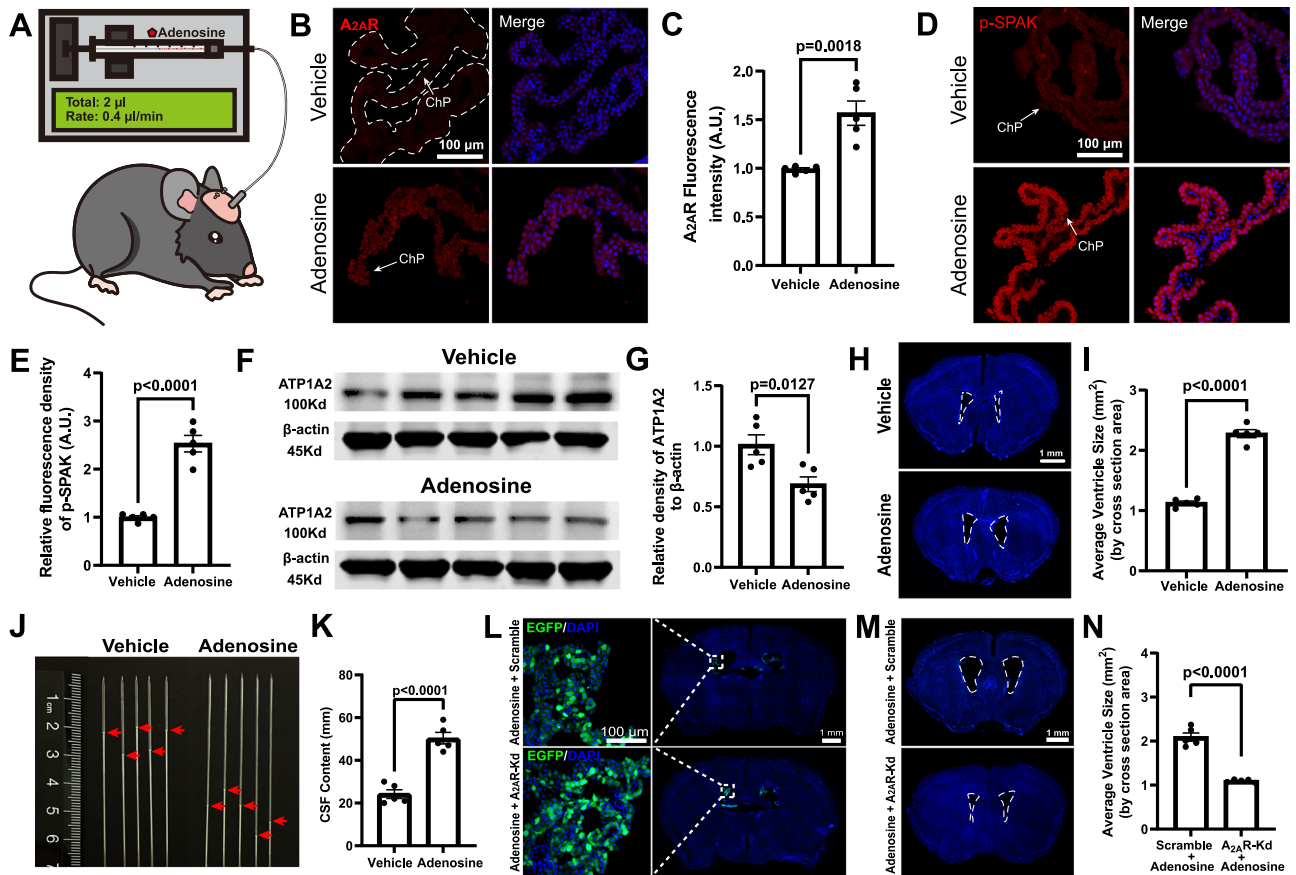 A
Adenosine
Total: 2 µl
Rate: 0.4 µl/min
B
A2AR
Merge
Vehicle
ChP
100 µm
Adenosine
ChP
C
p=0.0018
A2AR Fluorescence
intensity (A.U.)
2.0
1.5
1.0
0.5
0.0
Vehicle
Adenosine
D
p-SPAK
Merge
Vehicle
ChP
100 µm
Adenosine
ChP
E
p<0.0001
Relative fluorescence density
of p-SPAK (A.U.)
4
3
2
1
0
Vehicle
Adenosine
F
Vehicle
ATP1A2
100Kd
β-actin
45Kd
Adenosine
ATP1A2
100Kd
β-actin
45Kd
G
p=0.0127
Relative density of ATP1A2
to β-actin
1.5
1.0
0.5
0.0
Vehicle
Adenosine
H
Vehicle
1 mm
Adenosine
I
p<0.0001
Average Ventricle Size (mm²)
(by cross section area)
3
2
1
0
Vehicle
Adenosine
J
Vehicle
Adenosine
1cm
2
3
4
5
6
K
p<0.0001
CSF Content (mm)
80
60
40
20
0
Vehicle
Adenosine
L
EGFP/DAPI
Adenosine + Scramble
100 µm
1 mm
EGFP/DAPI
Adenosine + A2AR-Kd
M
Adenosine + Scramble
1 mm
Adenosine + A2AR-Kd
N
p<0.0001
Average Ventricle Size (mm²)
(by cross section area)
4
3
2
1
0
Scramble
+
Adenosine
A2AR-Kd
+
Adenosine